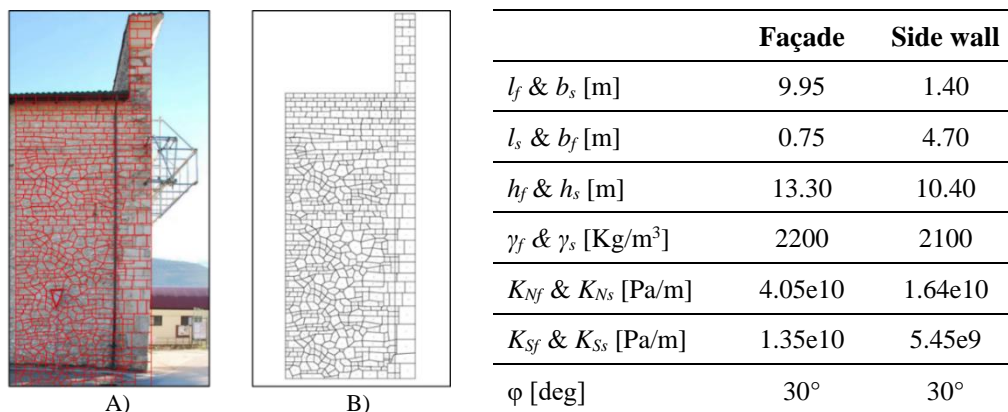 Façade Side wall
l_f & b_s [m] 9.95 1.40
l_s & b_f [m] 0.75 4.70
h_f & h_s [m] 13.30 10.40
γ_f & γ_s [Kg/m³] 2200 2100
K_Nf & K_Ns [Pa/m] 4.05e10 1.64e10
K_Sf & K_Ss [Pa/m] 1.35e10 5.45e9
φ [deg] 30° 30°
A) B)